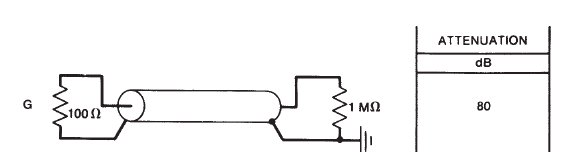 ATTENUATION
dB
G
100 Ω
1 MΩ
80